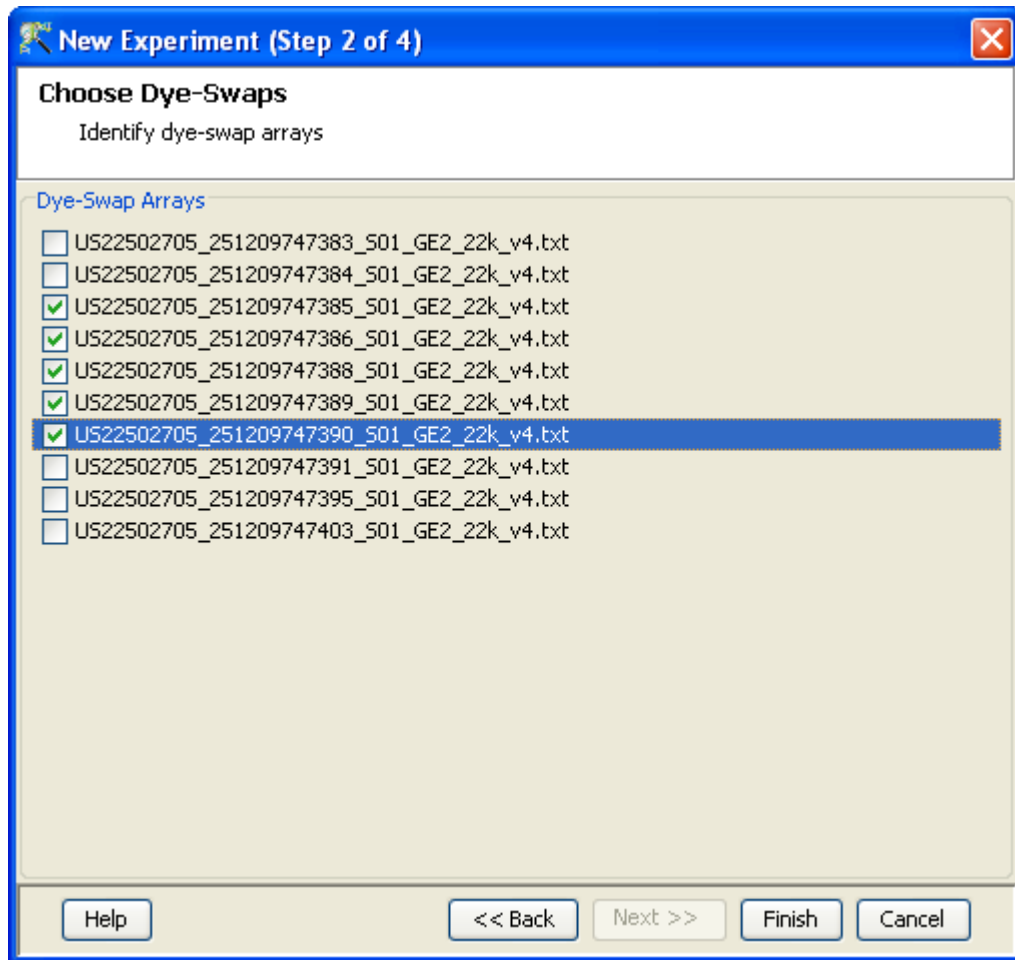 New Experiment (Step 2 of 4)
Choose Dye-Swaps
Identify dye-swap arrays
Dye-Swap Arrays
US22502705_251209747383_S01_GE2_22k_v4.txt
US22502705_251209747384_S01_GE2_22k_v4.txt
US22502705_251209747385_S01_GE2_22k_v4.txt
US22502705_251209747386_S01_GE2_22k_v4.txt
US22502705_251209747388_S01_GE2_22k_v4.txt
US22502705_251209747389_S01_GE2_22k_v4.txt
US22502705_251209747390_S01_GE2_22k_v4.txt
US22502705_251209747391_S01_GE2_22k_v4.txt
US22502705_251209747395_S01_GE2_22k_v4.txt
US22502705_251209747403_S01_GE2_22k_v4.txt
Help << Back Next >> Finish Cancel